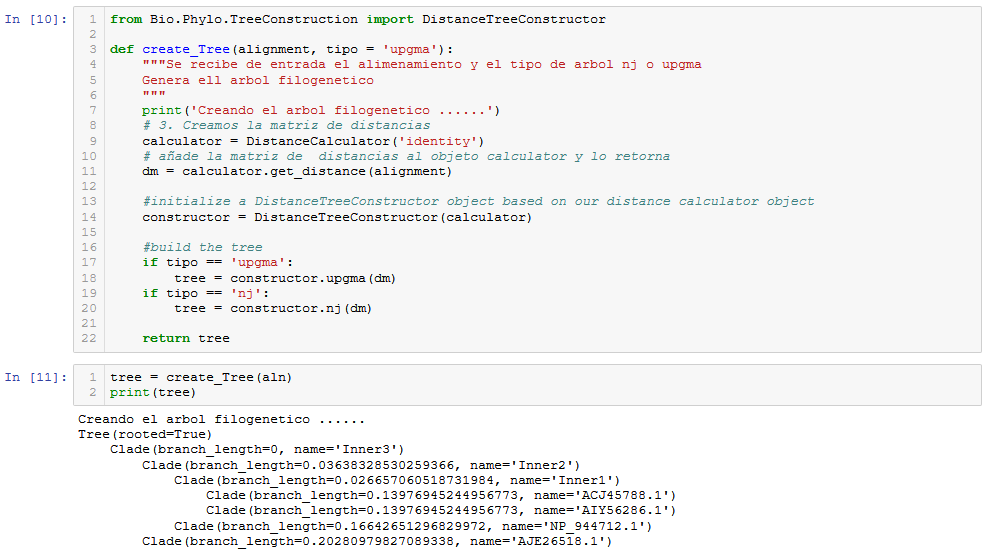 In [10]:
1 from Bio.Phylo.TreeConstruction import DistanceTreeConstructor
2
3 def create_Tree(alignment, tipo = 'upgma'):
4     """Se recibe de entrada el alimenamiento y el tipo de arbol nj o upgma
5     Genera ell arbol filogenetico
6     """
7     print('Creando el arbol filogenetico ......')
8     # 3. Creamos la matriz de distancias
9     calculator = DistanceCalculator('identity')
10     # añade la matriz de  distancias al objeto calculator y lo retorna
11     dm = calculator.get_distance(alignment)
12
13     #initialize a DistanceTreeConstructor object based on our distance calculator object
14     constructor = DistanceTreeConstructor(calculator)
15
16     #build the tree
17     if tipo == 'upgma':
18         tree = constructor.upgma(dm)
19     if tipo == 'nj':
20         tree = constructor.nj(dm)
21
22     return tree
In [11]:
1 tree = create_Tree(aln)
2 print(tree)
Creando el arbol filogenetico ......
Tree(rooted=True)
    Clade(branch_length=0, name='Inner3')
        Clade(branch_length=0.03638328530259366, name='Inner2')
            Clade(branch_length=0.026657060518731984, name='Inner1')
                Clade(branch_length=0.13976945244956773, name='ACJ45788.1')
                Clade(branch_length=0.13976945244956773, name='AIY56286.1')
            Clade(branch_length=0.16642651296829972, name='NP_944712.1')
        Clade(branch_length=0.20280979827089338, name='AJE26518.1')